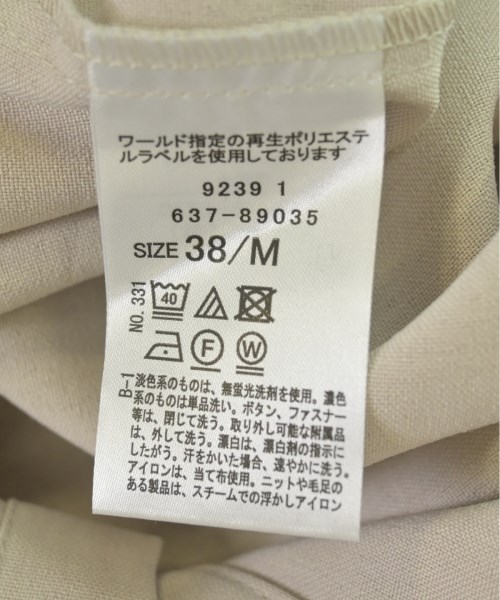 ワールド指定の再生ポリエステ
ルラベルを使用しております
9239 1
637-89035
SIZE 38/M
NO. 331
40
F
W
B-1
淡色系のものは、無蛍光洗剤を使用。濃色
系のものは単品洗い。ボタン、ファスナー
等は、閉じて洗う。取り外し可能な附属品
は、外して洗う。漂白は、漂白剤の指示に
したがう。汗をかいた場合、速やかに洗う。
アイロンは、当て布使用。ニットや毛足の
ある製品は、スチームでの浮かしアイロン